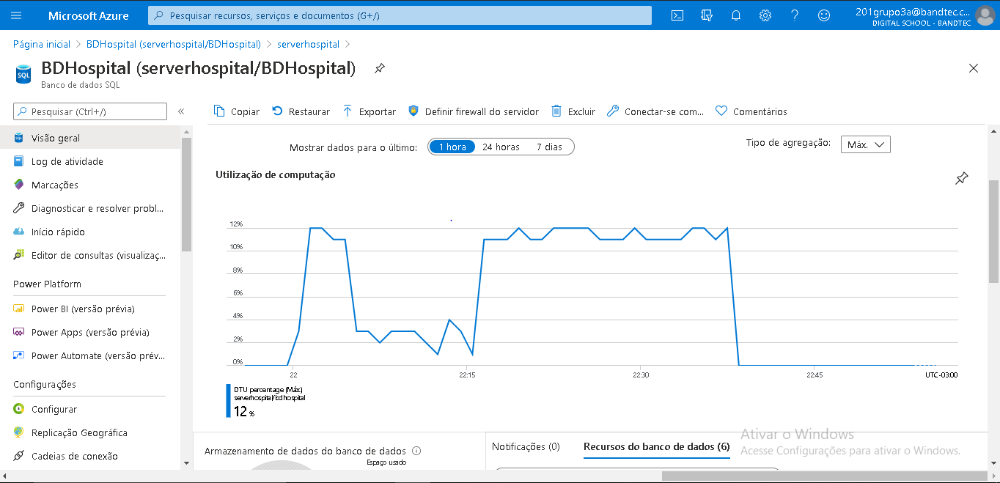 Microsoft Azure
Pesquisar recursos, serviços e documentos (G+/)
201grupo3a@bandtec.c...
DIGITAL SCHOOL - BANDTEC
Página inicial > BDHospital (serverhospital/BDHospital) > serverhospital >
SQL
BDHospital (serverhospital/BDHospital)
Banco de dados SQL
Pesquisar (Ctrl+/)
Copiar Restaurar Exportar Definir firewall do servidor Excluir Conectar-se com... Comentários
Visão geral
Log de atividade
Marcações
Diagnosticar e resolver probl...
Início rápido
Editor de consultas (visualizaç...
Power Platform
Power BI (versão prévia)
Power Apps (versão prévia)
Power Automate (versão prév...
Configurações
Configurar
Replicação Geográfica
Cadeias de conexão
Mostrar dados para o último: 1 hora 24 horas 7 dias
Tipo de agregação: Máx.
Utilização de computação
12%
10%
8%
6%
4%
2%
0%
22 22:15 22:30 22:45 UTC-03:00
DTU percentage (Máx.)
serverhospital/bdhospital
12 %
Armazenamento de dados do banco de dados
Espaço usado
Notificações (0) Recursos do banco de dados (6)
Ativar o Windows
Acesse Configurações para ativar o Windows.